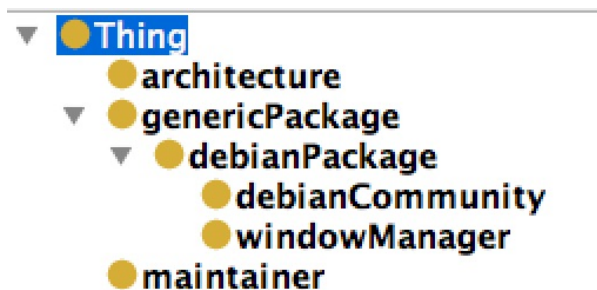 Thing
architecture
genericPackage
debianPackage
debianCommunity
windowManager
maintainer